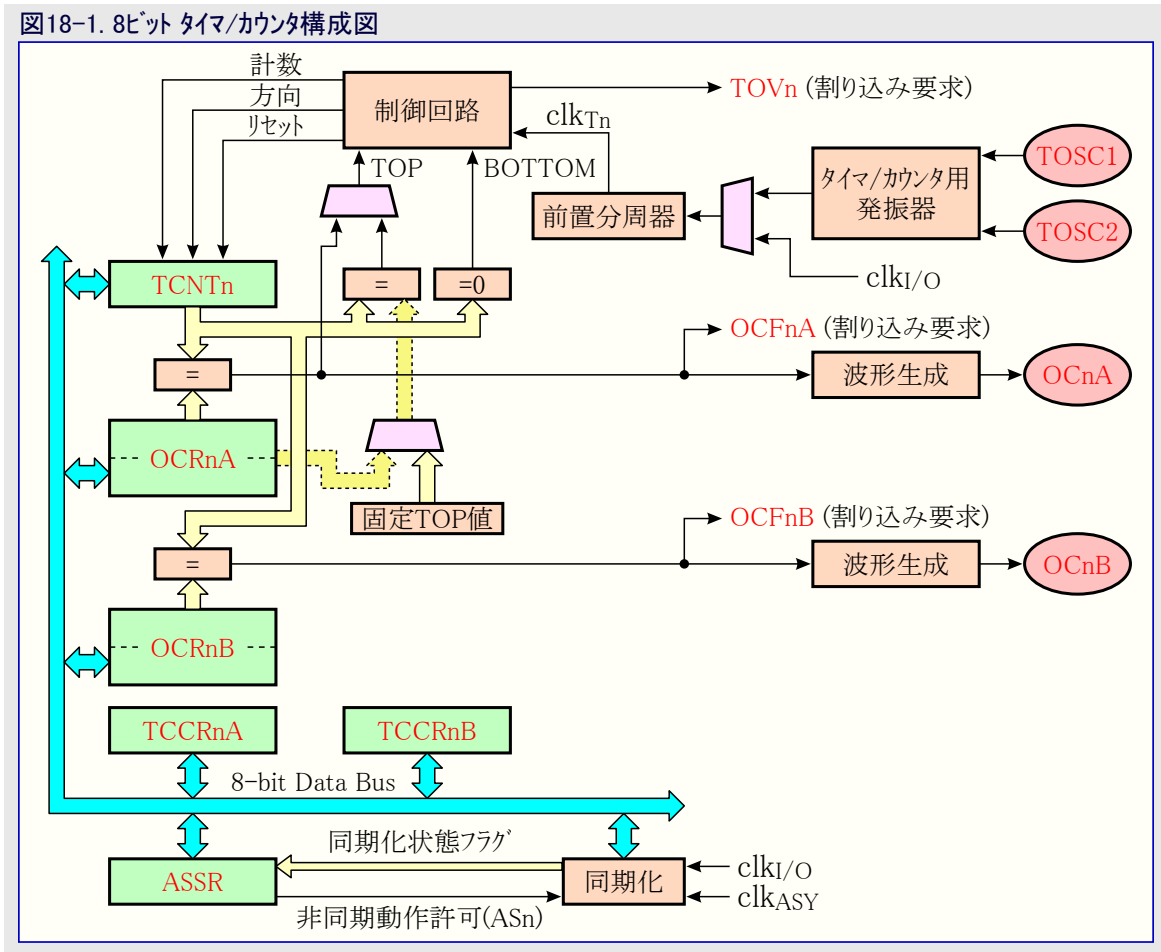 図18-1. 8ビット タイマ/カウンタ構成図
計数
方向
リセット
制御回路
TOVn (割り込み要求)
clkTn
TOP
BOTTOM
前置分周器
タイマ/カウンタ用
発振器
TOSC1
TOSC2
clkI/O
TCNTn
=
=0
OCFnA (割り込み要求)
=
波形生成
OCnA
OCRnA
固定TOP値
OCFnB (割り込み要求)
=
波形生成
OCnB
OCRnB
TCCRnA
TCCRnB
8-bit Data Bus
同期化状態フラグ
ASSR
同期化
clkI/O
clkASY
非同期動作許可(ASn)